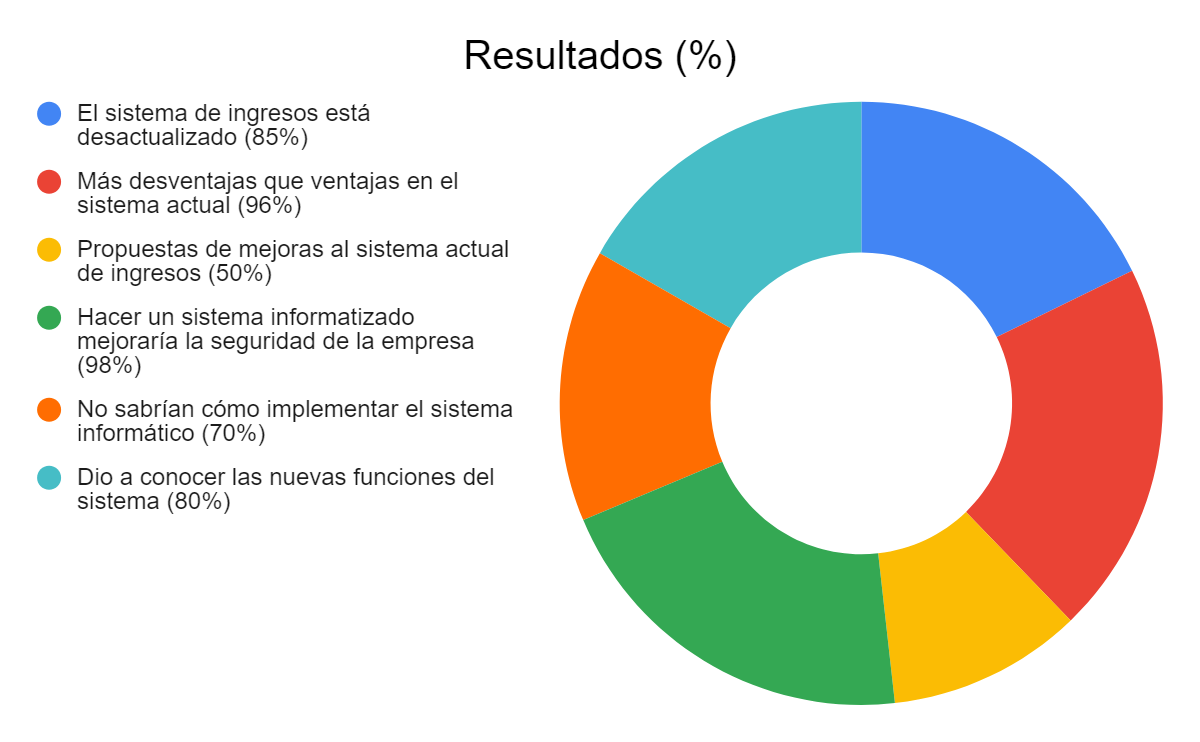 Resultados (%)
El sistema de ingresos está
desactualizado (85%)
Más desventajas que ventajas en el
sistema actual (96%)
Propuestas de mejoras al sistema actual
de ingresos (50%)
Hacer un sistema informatizado
mejoraría la seguridad de la empresa
(98%)
No sabrían cómo implementar el sistema
informático (70%)
Dio a conocer las nuevas funciones del
sistema (80%)